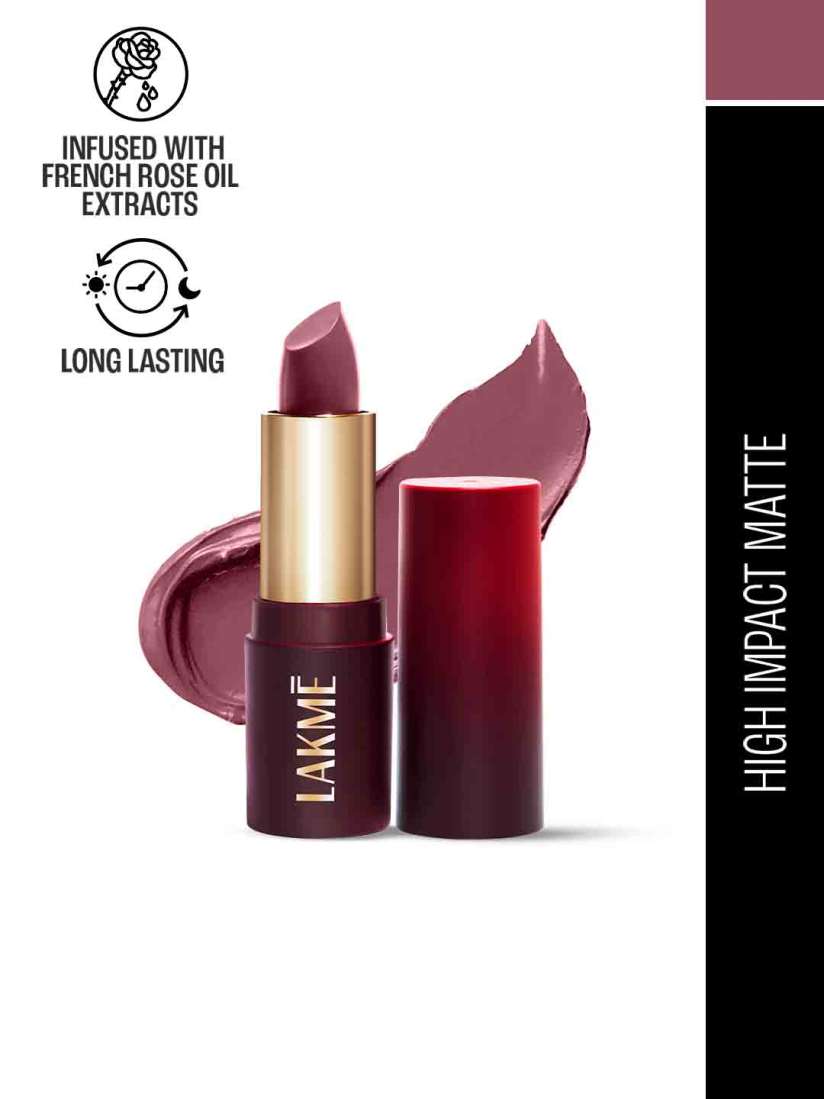 INFUSED WITH
FRENCH ROSE OIL
EXTRACTS
LONG LASTING
LAKMĒ
HIGH IMPACT MATTE